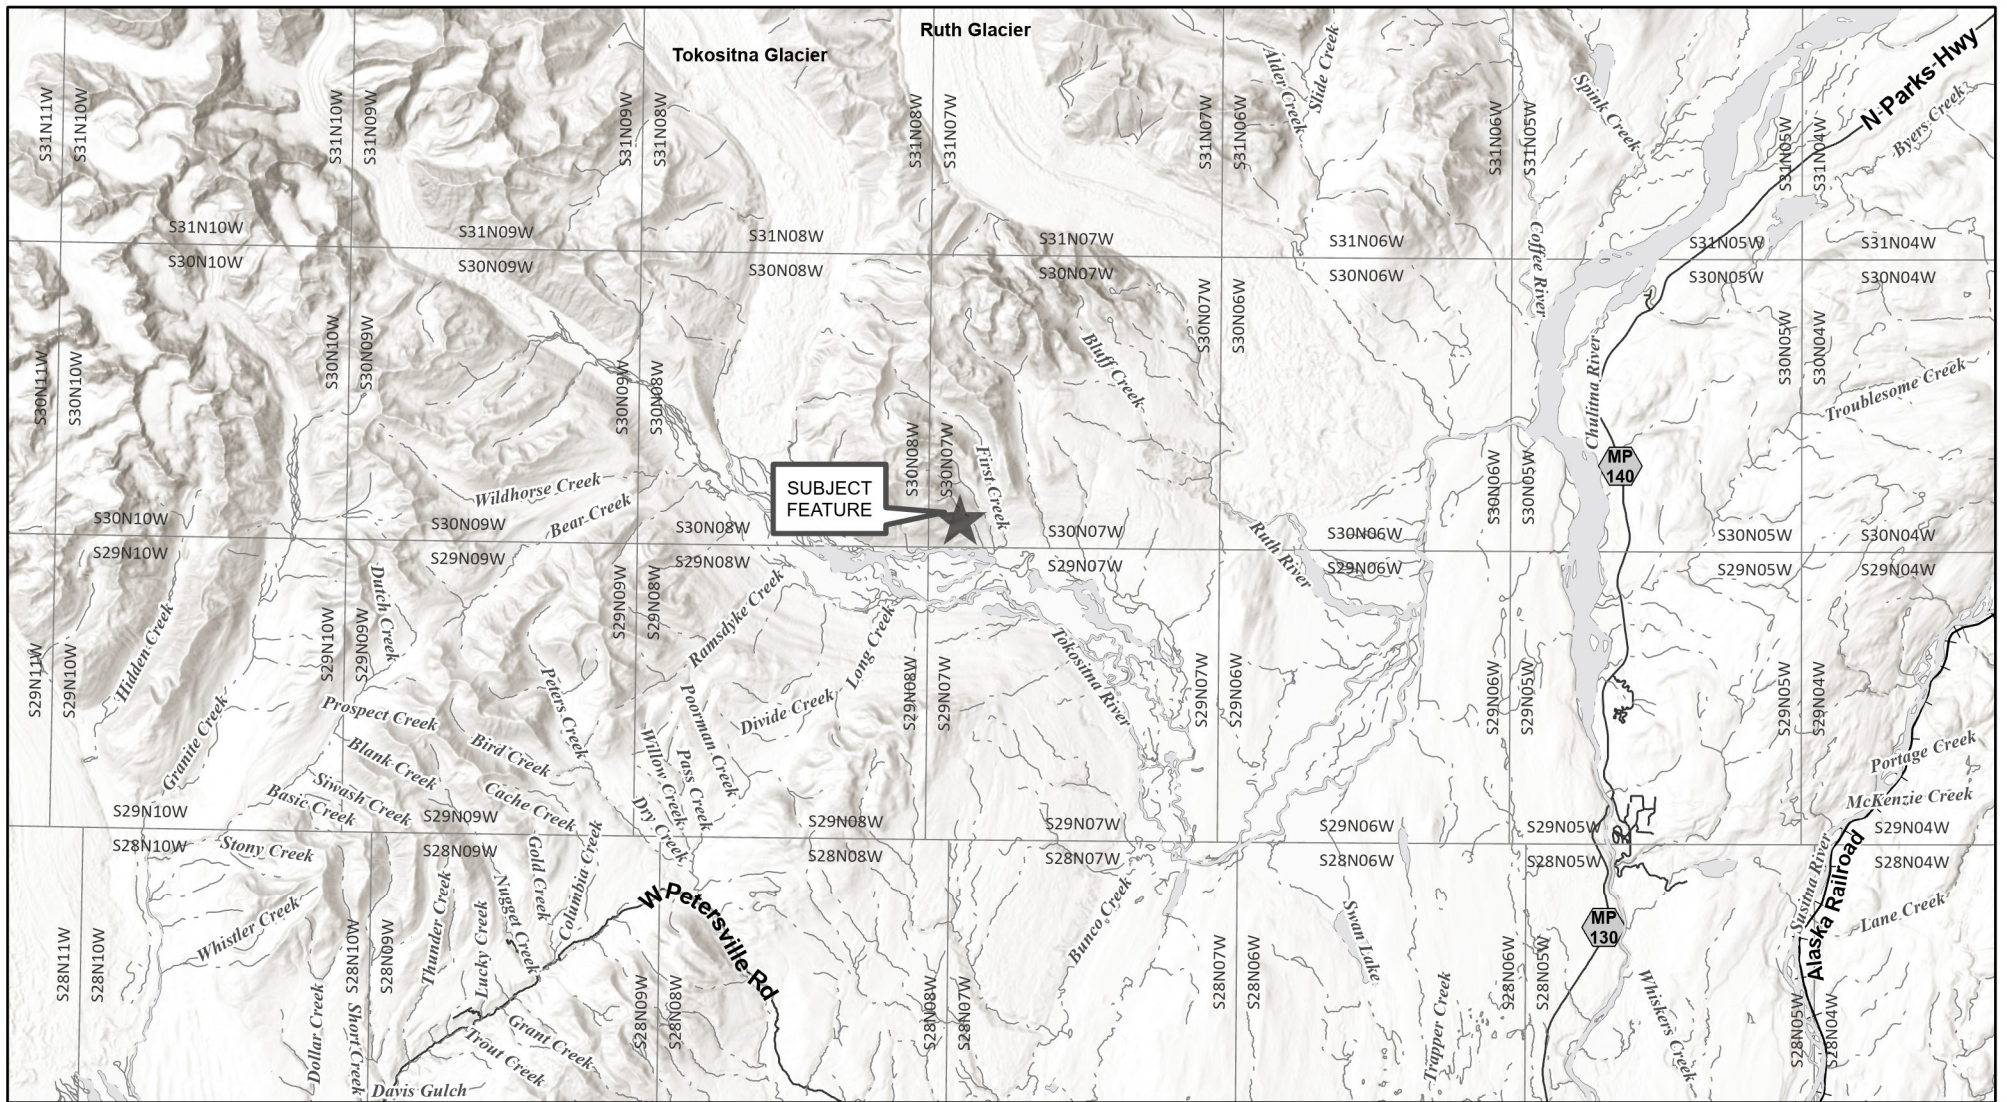 Ruth Glacier
Tokositna Glacier
N Parks Hwy
Alder Creek
Slide Creek
Spink Creek
Byers Creek
S31N11W
S31N10W
S31N10W
S31N09W
S31N09W
S31N08W
S31N08W
S31N07W
S31N07W
S31N06W
S31N06W
S31N05W
S31N05W
S31N04W
S31N10W
S30N10W
S31N09W
S30N09W
S31N08W
S30N08W
S31N07W
S30N07W
S31N06W
S30N06W
S31N05W
S30N05W
S31N04W
S30N04W
Coffee River
Chulitna River
Bluff Creek
Troublesome Creek
S30N11W
S30N10W
S30N10W
S30N09W
S30N09W
S30N08W
S30N08W
S30N07W
S30N07W
S30N06W
S30N06W
S30N05W
S30N05W
S30N04W
First Creek
MP
140
SUBJECT
FEATURE
Wildhorse Creek
Bear Creek
S30N10W
S29N10W
S30N09W
S29N09W
S30N08W
S29N08W
S30N07W
S29N07W
S30N06W
S29N06W
S30N05W
S29N05W
S30N04W
S29N04W
Ruth River
Hidden Creek
Dutch Creek
Ramsdyke Creek
Long Creek
Tokositna River
S29N11W
S29N10W
S29N10W
S29N09W
S29N09W
S29N08W
S29N08W
S29N07W
S29N07W
S29N06W
S29N06W
S29N05W
S29N05W
S29N04W
Granite Creek
Prospect Creek
Peters Creek
Poorman Creek
Divide Creek
Blank Creek
Bird Creek
Willow Creek
Pass Creek
Siwash Creek
Basic Creek
Cache Creek
Dry Creek
Portage Creek
McKenzie Creek
S29N10W
S28N10W
S29N09W
S28N09W
S29N08W
S28N08W
S29N07W
S28N07W
S29N06W
S28N06W
S29N05W
S28N05W
S29N04W
S28N04W
Stony Creek
Gold Creek
Columbia Creek
Nugget Creek
Thunder Creek
Lucky Creek
Whistler Creek
W Petersville Rd
Bunco Creek
Swan Lake
Susitna River
Alaska Railroad
Lane Creek
MP
130
S28N11W
S28N10W
S28N10W
S28N09W
S28N09W
S28N08W
S28N08W
S28N07W
S28N07W
S28N06W
S28N06W
S28N05W
S28N05W
S28N04W
Dollar Creek
Short Creek
Grant Creek
Trout Creek
Davis Gulch
Trapper Creek
Whiskers Creek